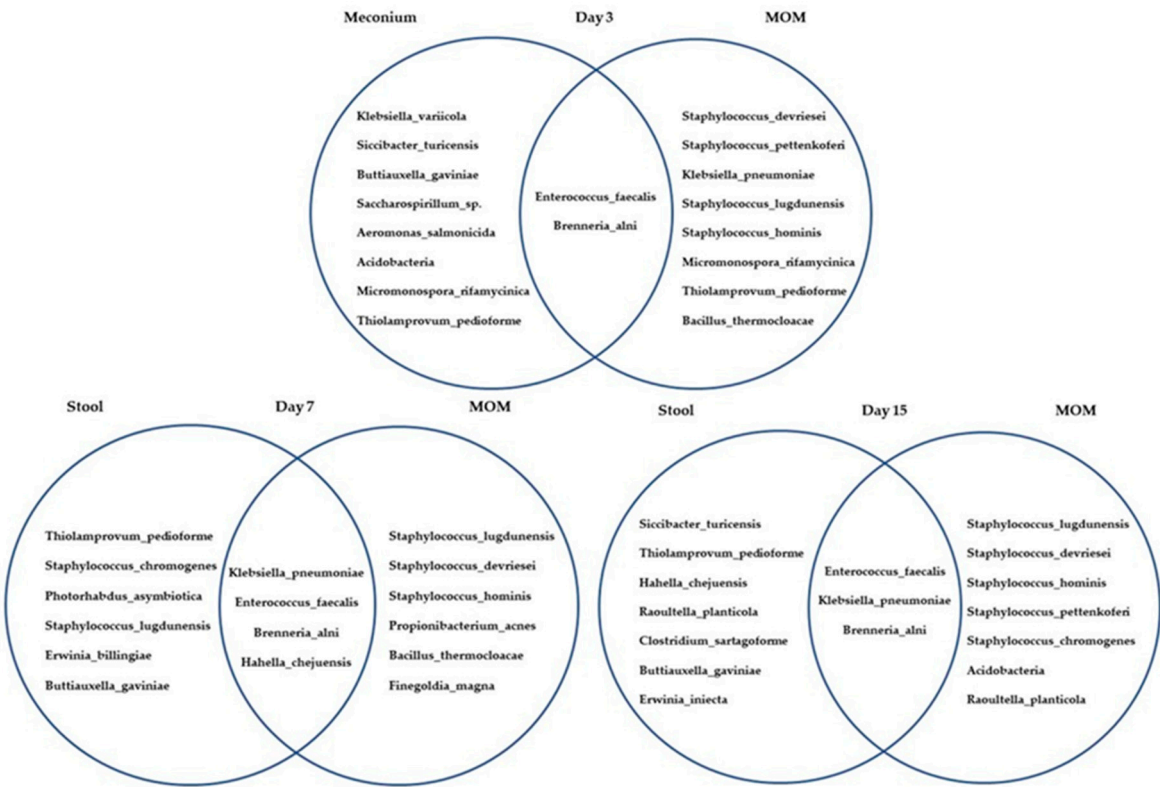 Meconium Day 3 MOM
Klebsiella_variicola
Siccibacter_turicensis
Buttiauxella_gaviniae
Saccharospirillum_sp.
Aeromonas_salmonicida
Acidobacteria
Micromonospora_rifamycinica
Thiolamprovum_pedioforme
Enterococcus_faecalis
Brenneria_alni
Staphylococcus_devriesei
Staphylococcus_pettenkoferi
Klebsiella_pneumoniae
Staphylococcus_lugdunensis
Staphylococcus_hominis
Micromonospora_rifamycinica
Thiolamprovum_pedioforme
Bacillus_thermocloacae
Stool Day 7 MOM
Thiolamprovum_pedioforme
Staphylococcus_chromogenes
Photorhabdus_asymbiotica
Staphylococcus_lugdunensis
Erwinia_billingiae
Buttiauxella_gaviniae
Klebsiella_pneumoniae
Enterococcus_faecalis
Brenneria_alni
Hahella_chejuensis
Staphylococcus_lugdunensis
Staphylococcus_devriesei
Staphylococcus_hominis
Propionibacterium_acnes
Bacillus_thermocloacae
Finegoldia_magna
Stool Day 15 MOM
Siccibacter_turicensis
Thiolamprovum_pedioforme
Hahella_chejuensis
Raoultella_planticola
Clostridium_sartagoforme
Buttiauxella_gaviniae
Erwinia_iniecta
Enterococcus_faecalis
Klebsiella_pneumoniae
Brenneria_alni
Staphylococcus_lugdunensis
Staphylococcus_devriesei
Staphylococcus_hominis
Staphylococcus_pettenkoferi
Staphylococcus_chromogenes
Acidobacteria
Raoultella_planticola